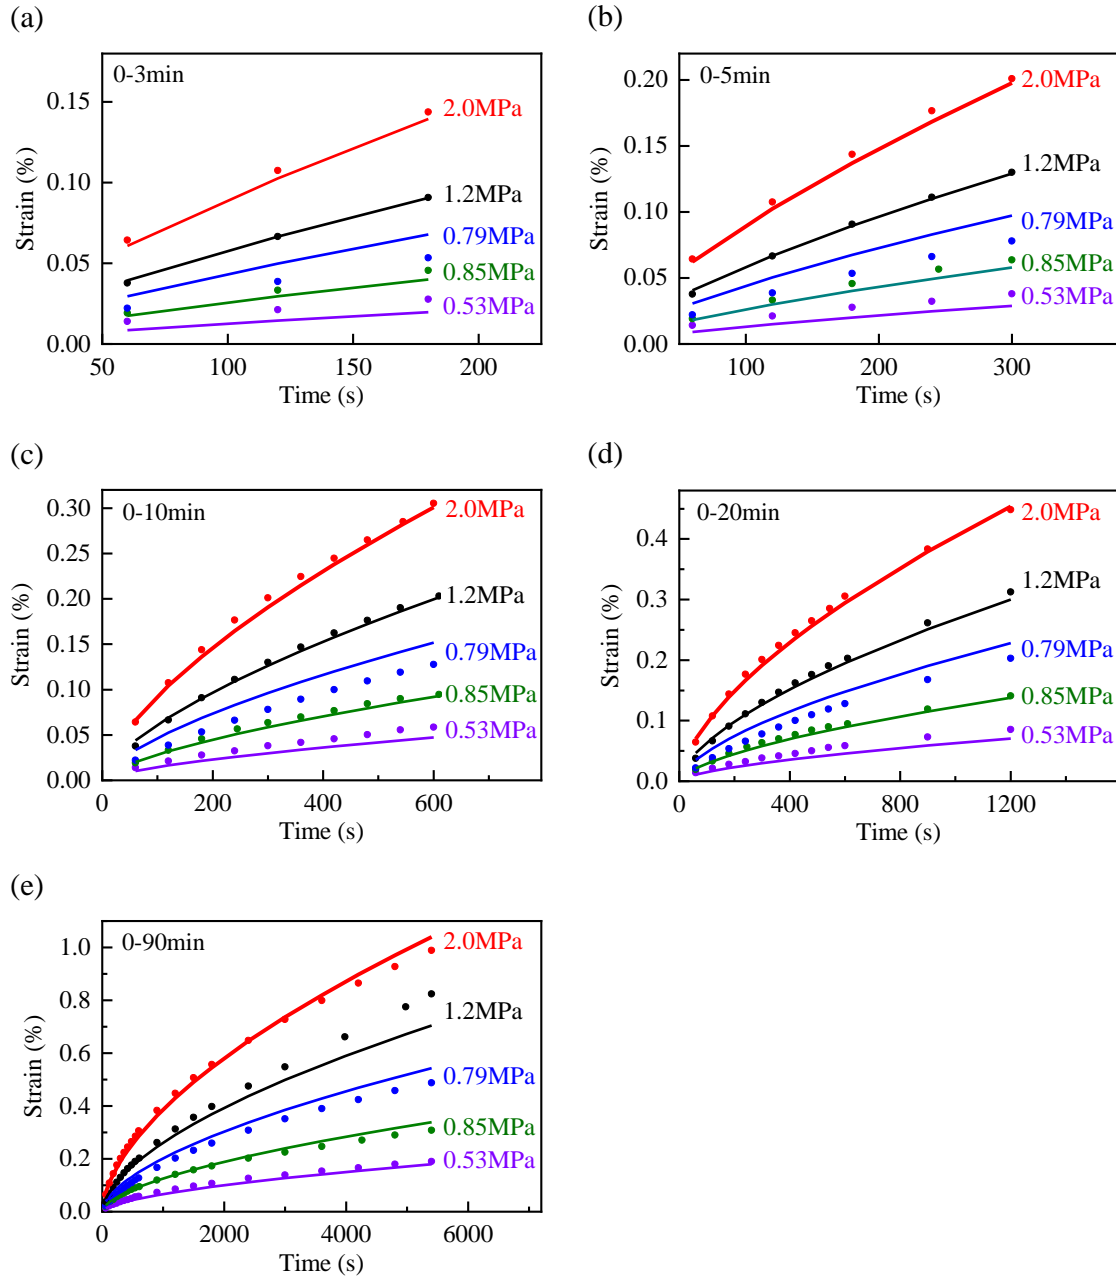 (a)
0-3min
2.0MPa
1.2MPa
0.79MPa
0.85MPa
0.53MPa
0.15
0.10
0.05
0.00
50
100
150
200
Strain (%)
Time (s)
(b)
0-5min
2.0MPa
1.2MPa
0.79MPa
0.85MPa
0.53MPa
0.20
0.15
0.10
0.05
0.00
100
200
300
Strain (%)
Time (s)
(c)
0-10min
2.0MPa
1.2MPa
0.79MPa
0.85MPa
0.53MPa
0.30
0.25
0.20
0.15
0.10
0.05
0.00
0
200
400
600
Strain (%)
Time (s)
(d)
0-20min
2.0MPa
1.2MPa
0.79MPa
0.85MPa
0.53MPa
0.4
0.3
0.2
0.1
0.0
0
400
800
1200
Strain (%)
Time (s)
(e)
0-90min
2.0MPa
1.2MPa
0.79MPa
0.85MPa
0.53MPa
1.0
0.8
0.6
0.4
0.2
0.0
0
2000
4000
6000
Strain (%)
Time (s)